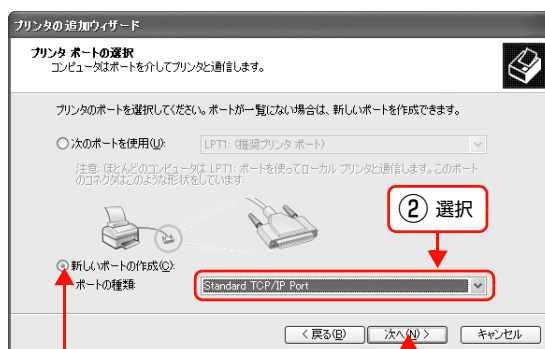 プリンタの追加ウィザード
プリンタ ポートの選択
コンピュータはポートを介してプリンタと通信します。
プリンタのポートを選択してください。ポートが一覧にない場合は、新しいポートを作成できます。
次のポートを使用(U):
LPT1: (推奨プリンタ ポート)
注意: ほとんどのコンピュータは LPT1: ポートを使ってローカル プリンタと通信します。このポート
のコネクタはこのような形状をしています:
② 選択
新しいポートの作成(C):
ポートの種類:
Standard TCP/IP Port
< 戻る(B)
次へ(N) >
キャンセル